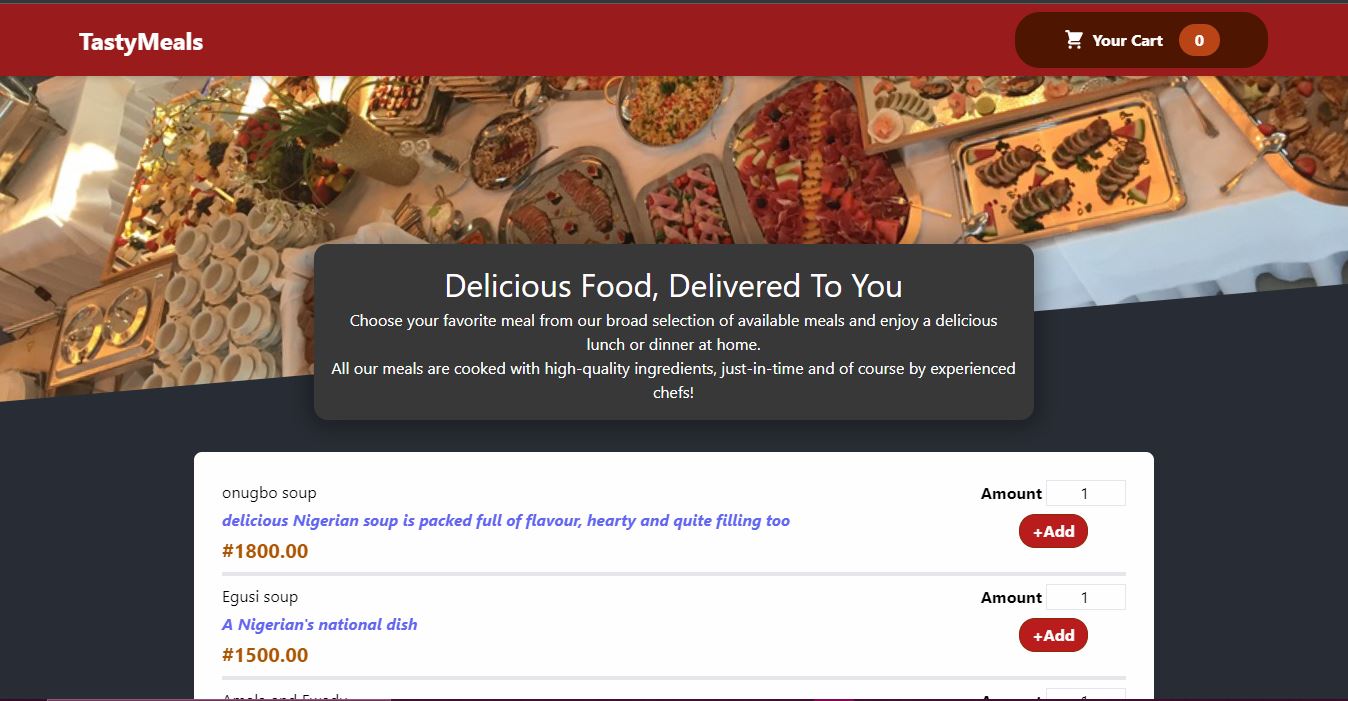 TastyMeals
Your Cart 0
Delicious Food, Delivered To You
Choose your favorite meal from our broad selection of available meals and enjoy a delicious
lunch or dinner at home.
All our meals are cooked with high-quality ingredients, just-in-time and of course by experienced
chefs!
onugbo soup
Amount 1
delicious Nigerian soup is packed full of flavour, hearty and quite filling too
+Add
#1800.00
Egusi soup
Amount 1
A Nigerian's national dish
+Add
#1500.00